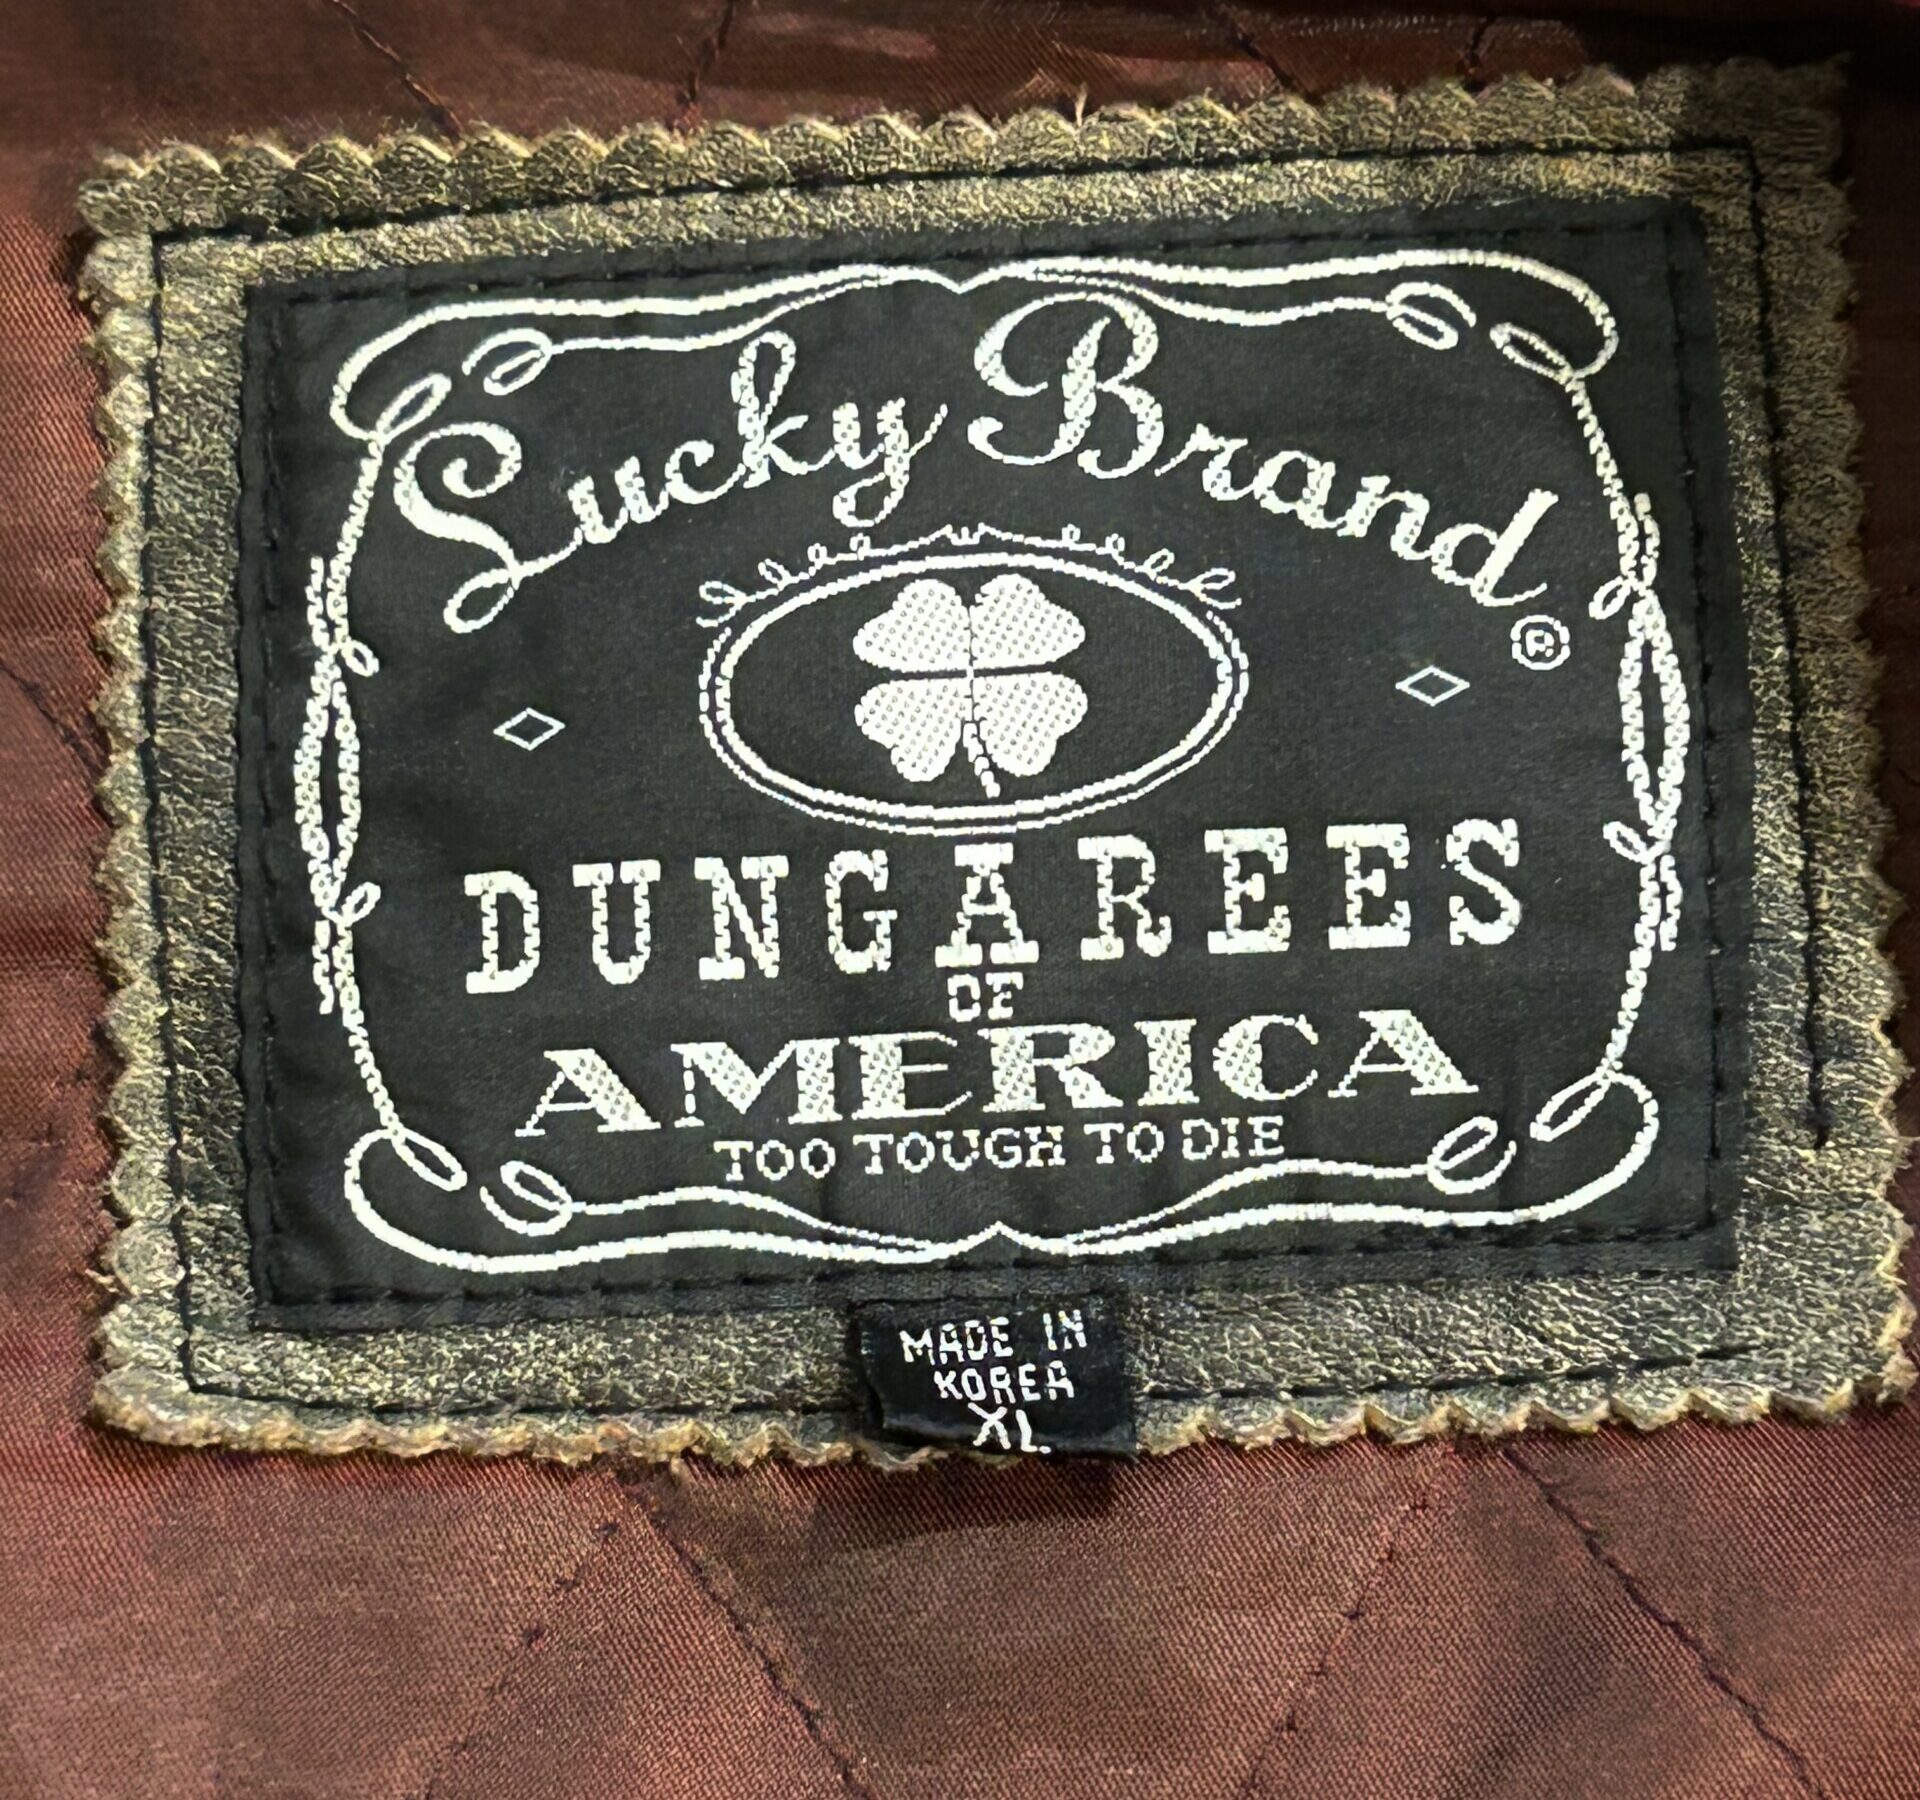 Lucky Brand®
DUNGAREES
OF
AMERICA
TOO TOUGH TO DIE
MADE IN
KOREA
XL